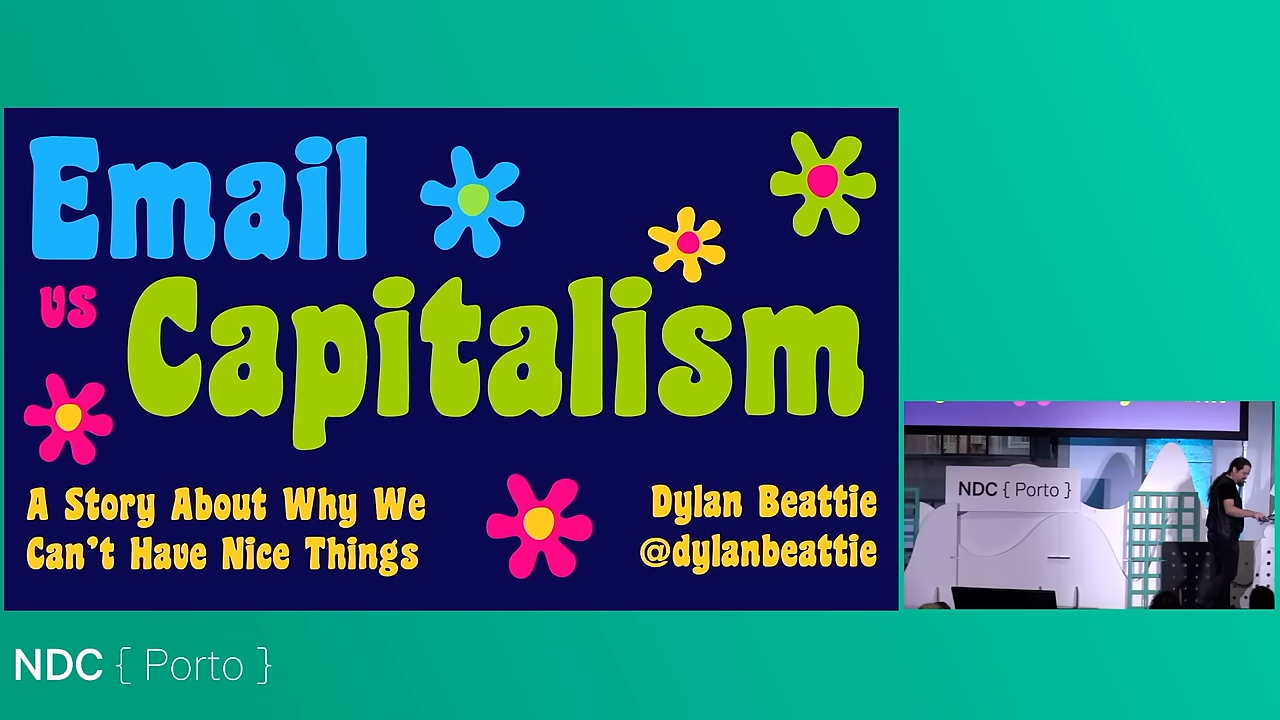 Email
vs
Capitalism
A Story About Why We
Can't Have Nice Things
Dylan Beattie
@dylanbeattie
NDC { Porto }
NDC { Porto }